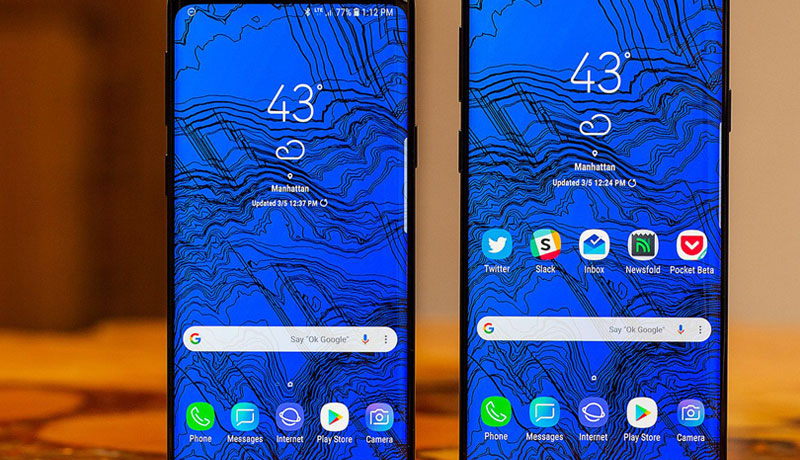 LTE 77% 1:12 PM
43°
Manhattan
Updated 3/5 12:37 PM
G Say "Ok Google"
Phone Messages Internet Play Store Camera
43°
Manhattan
Updated 3/5 12:24 PM
Twitter Slack Inbox Newsfold Pocket Beta
S
G Say "Ok Google"
Phone Messages Internet Play Store Camera